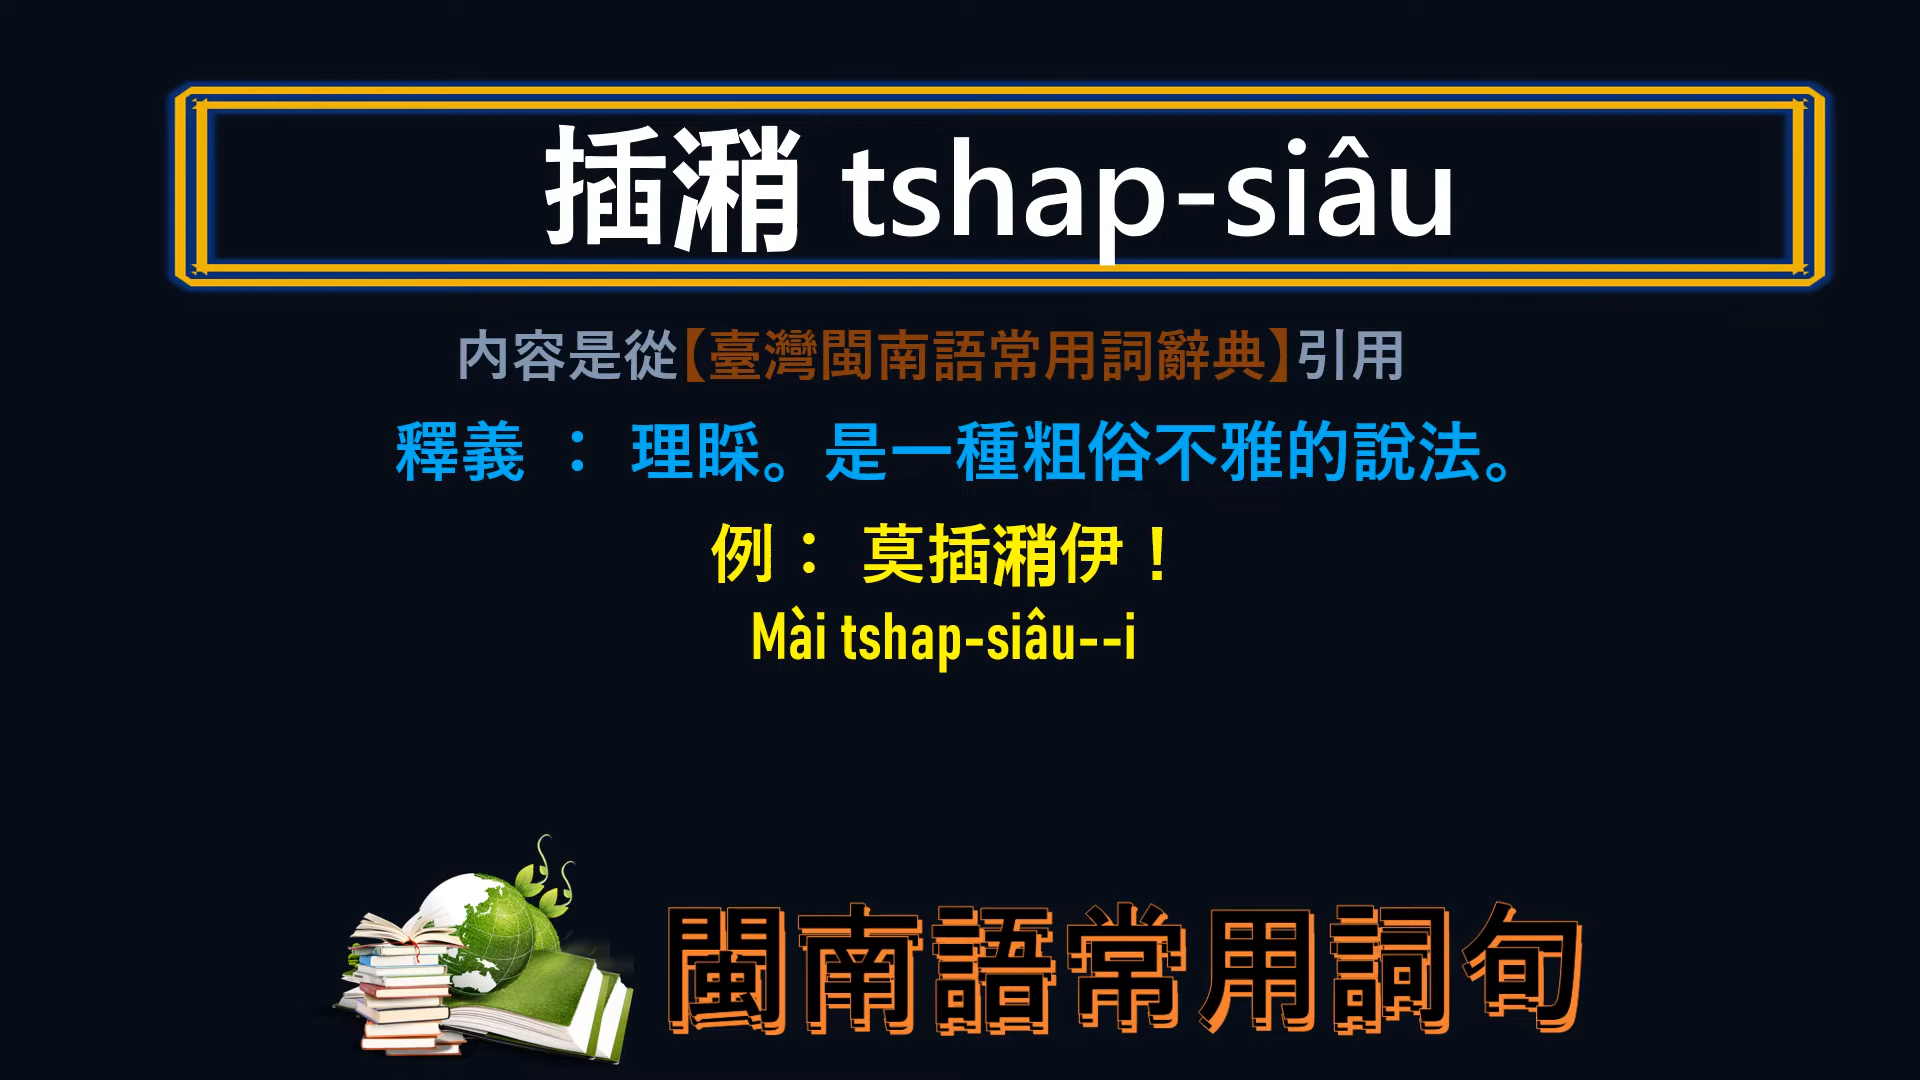 插潲 tshap-siâu
内容是從【臺灣閩南語常用詞辭典】引用
釋義 ： 理睬。是一種粗俗不雅的說法。
例： 莫插潲伊！
Mài tshap-siâu--i
閩南語常用詞句